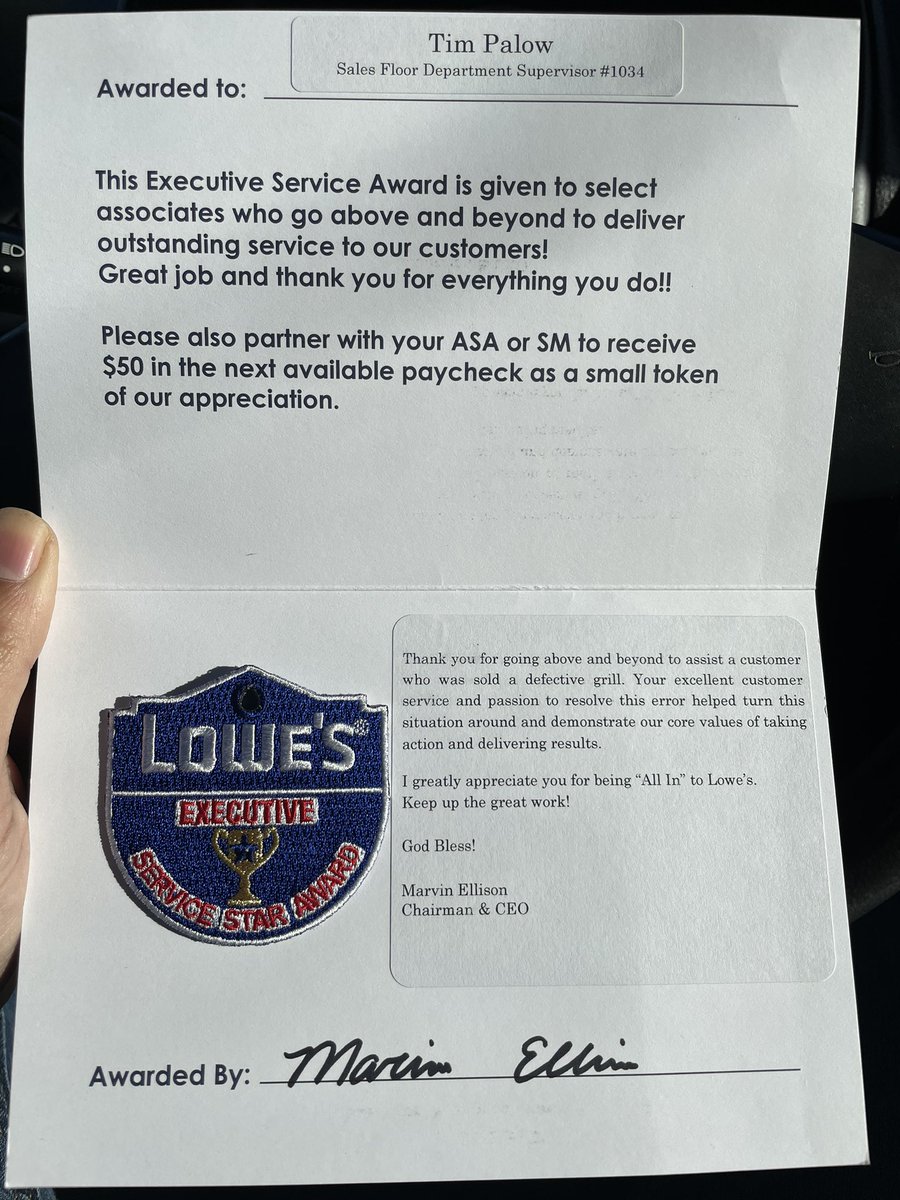 Tim Palow
Sales Floor Department Supervisor #1034
Awarded to:
This Executive Service Award is given to select
associates who go above and beyond to deliver
outstanding service to our customers!
Great job and thank you for everything you do!!
Please also partner with your ASA or SM to receive
$50 in the next available paycheck as a small token
of our appreciation.
LOWE'S®
EXECUTIVE
SERVICE STAR AWARD
Thank you for going above and beyond to assist a customer
who was sold a defective grill. Your excellent customer
service and passion to resolve this error helped turn this
situation around and demonstrate our core values of taking
action and delivering results.
I greatly appreciate you for being “All In” to Lowe's.
Keep up the great work!
God Bless!
Marvin Ellison
Chairman & CEO
Awarded By: Marvin Ellison